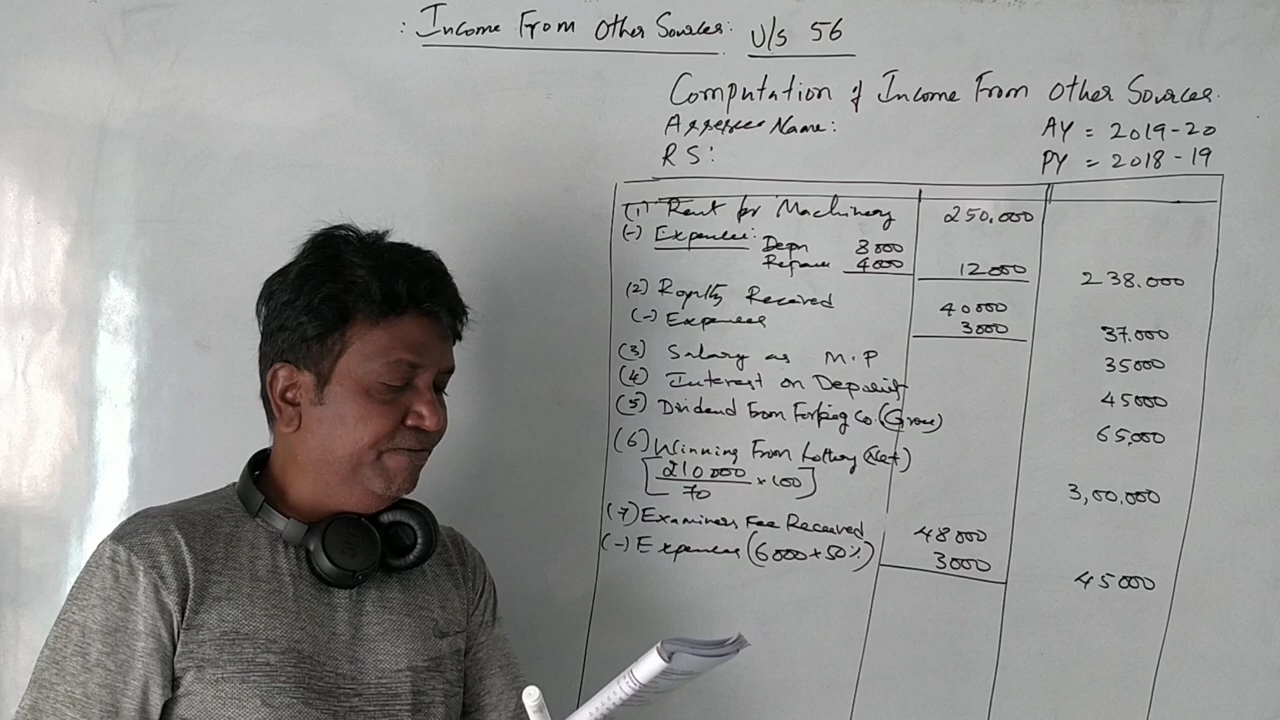 : Income From Other Sources: U/s 56
Computation of Income From Other Sources.
Assessee Name:
AY = 2019-20
RS:
PY = 2018-19
(1) Rent for Machinery 250.000
(-) Expenses:
Depn 8000
Repair 4000 12000 238.000
(2) Royalty Received 40000
(-) Expenses 3000 37.000
(3) Salary as M.P 35000
(4) Interest on Deposit 45000
(5) Dividend From Co. (Gross) 65,000
(6) Winning From Lottery (Net)
[210000/70 × 100] 3,00,000
(7) Examiners Fee Received 48000
(-) Expenses (6000 × 50%) 3000 45000
JBL